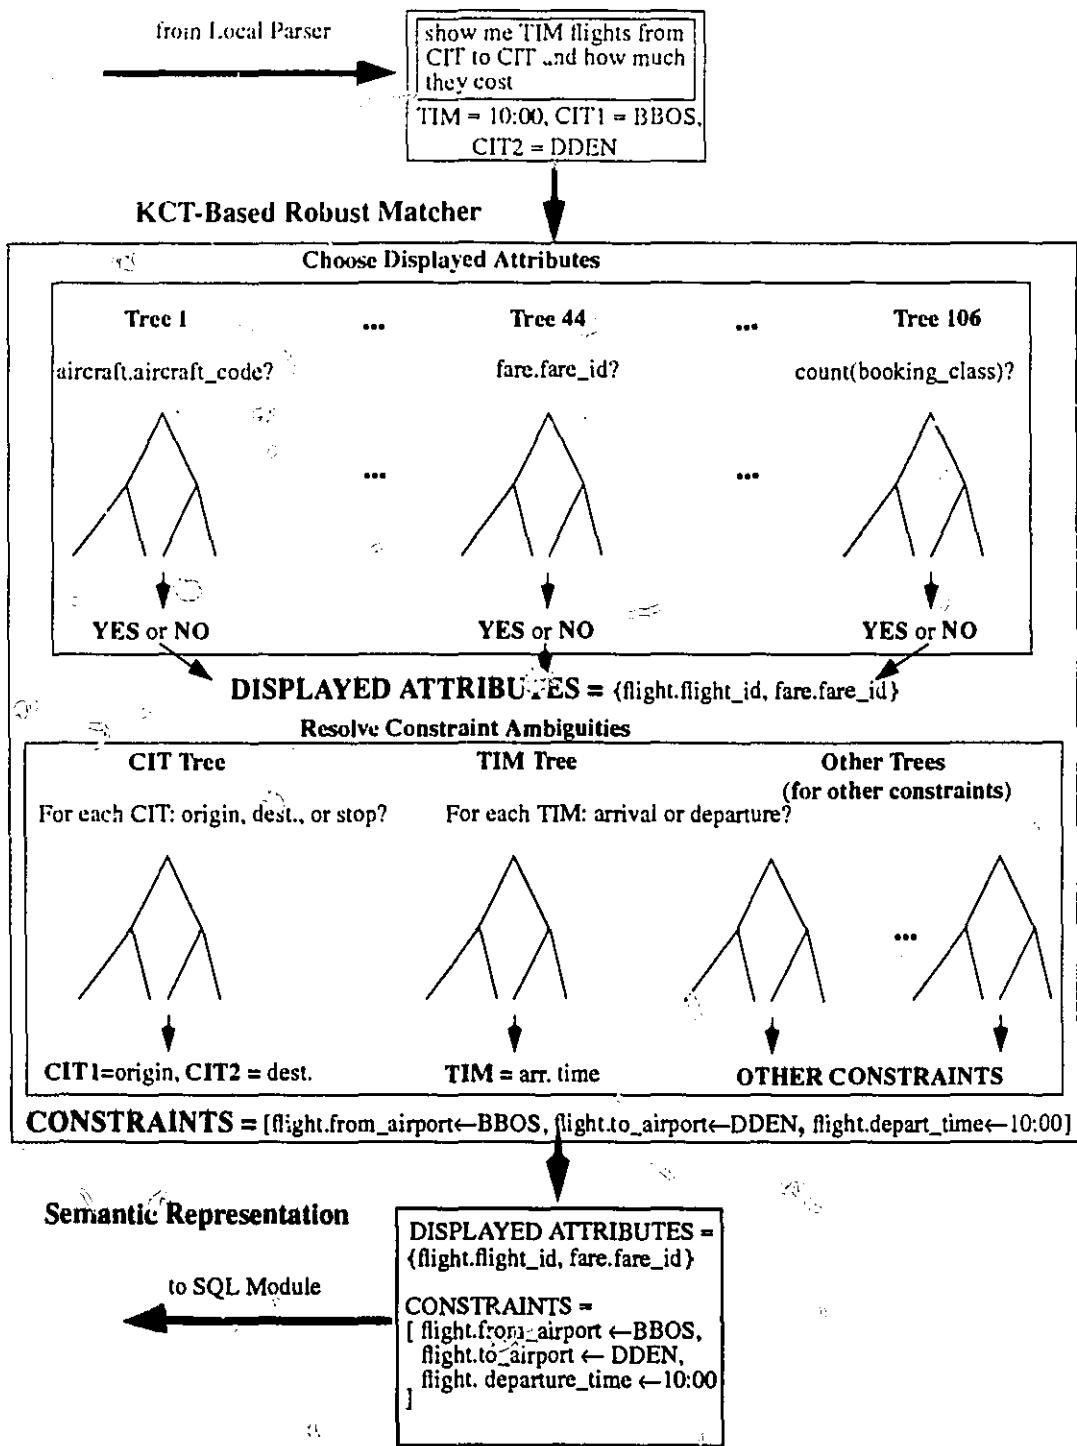 from Local Parser
show me TIM flights from
CIT to CIT and how much
they cost
TIM = 10:00, CIT1 = BBOS,
CIT2 = DDEN
KCT-Based Robust Matcher
Choose Displayed Attributes
Tree 1 ... Tree 44 ... Tree 106
aircraft.aircraft_code? fare.fare_id? count(booking_class)?
... ...
YES or NO YES or NO YES or NO
DISPLAYED ATTRIBUTES = {flight.flight_id, fare.fare_id}
Resolve Constraint Ambiguities
CIT Tree TIM Tree Other Trees
(for other constraints)
For each CIT: origin, dest., or stop? For each TIM: arrival or departure?
...
CIT1=origin, CIT2 = dest. TIM = arr. time OTHER CONSTRAINTS
CONSTRAINTS = [flight.from_airport←BBOS, flight.to_airport←DDEN, flight.depart_time←10:00]
Semantic Representation
DISPLAYED ATTRIBUTES =
{flight.flight_id, fare.fare_id}
to SQL Module
CONSTRAINTS =
[ flight.from_airport ←BBOS,
flight.to_airport ← DDEN,
flight. departure_time ←10:00
]